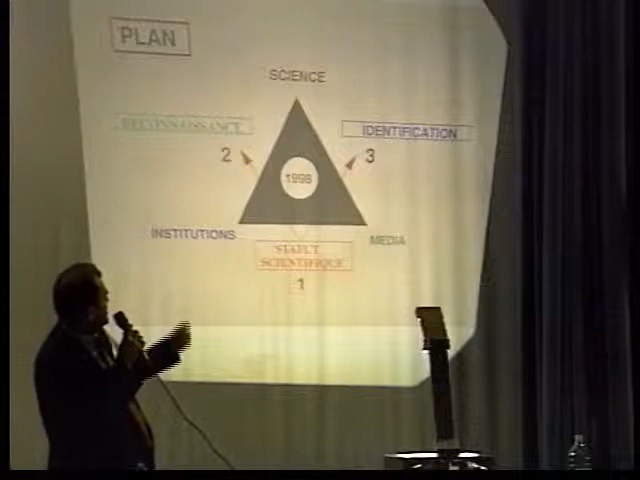 PLAN
SCIENCE
RECONNAISSANCE
IDENTIFICATION
2
3
1998
INSTITUTIONS
MEDIA
STATUT
SCIENTIFIQUE
1